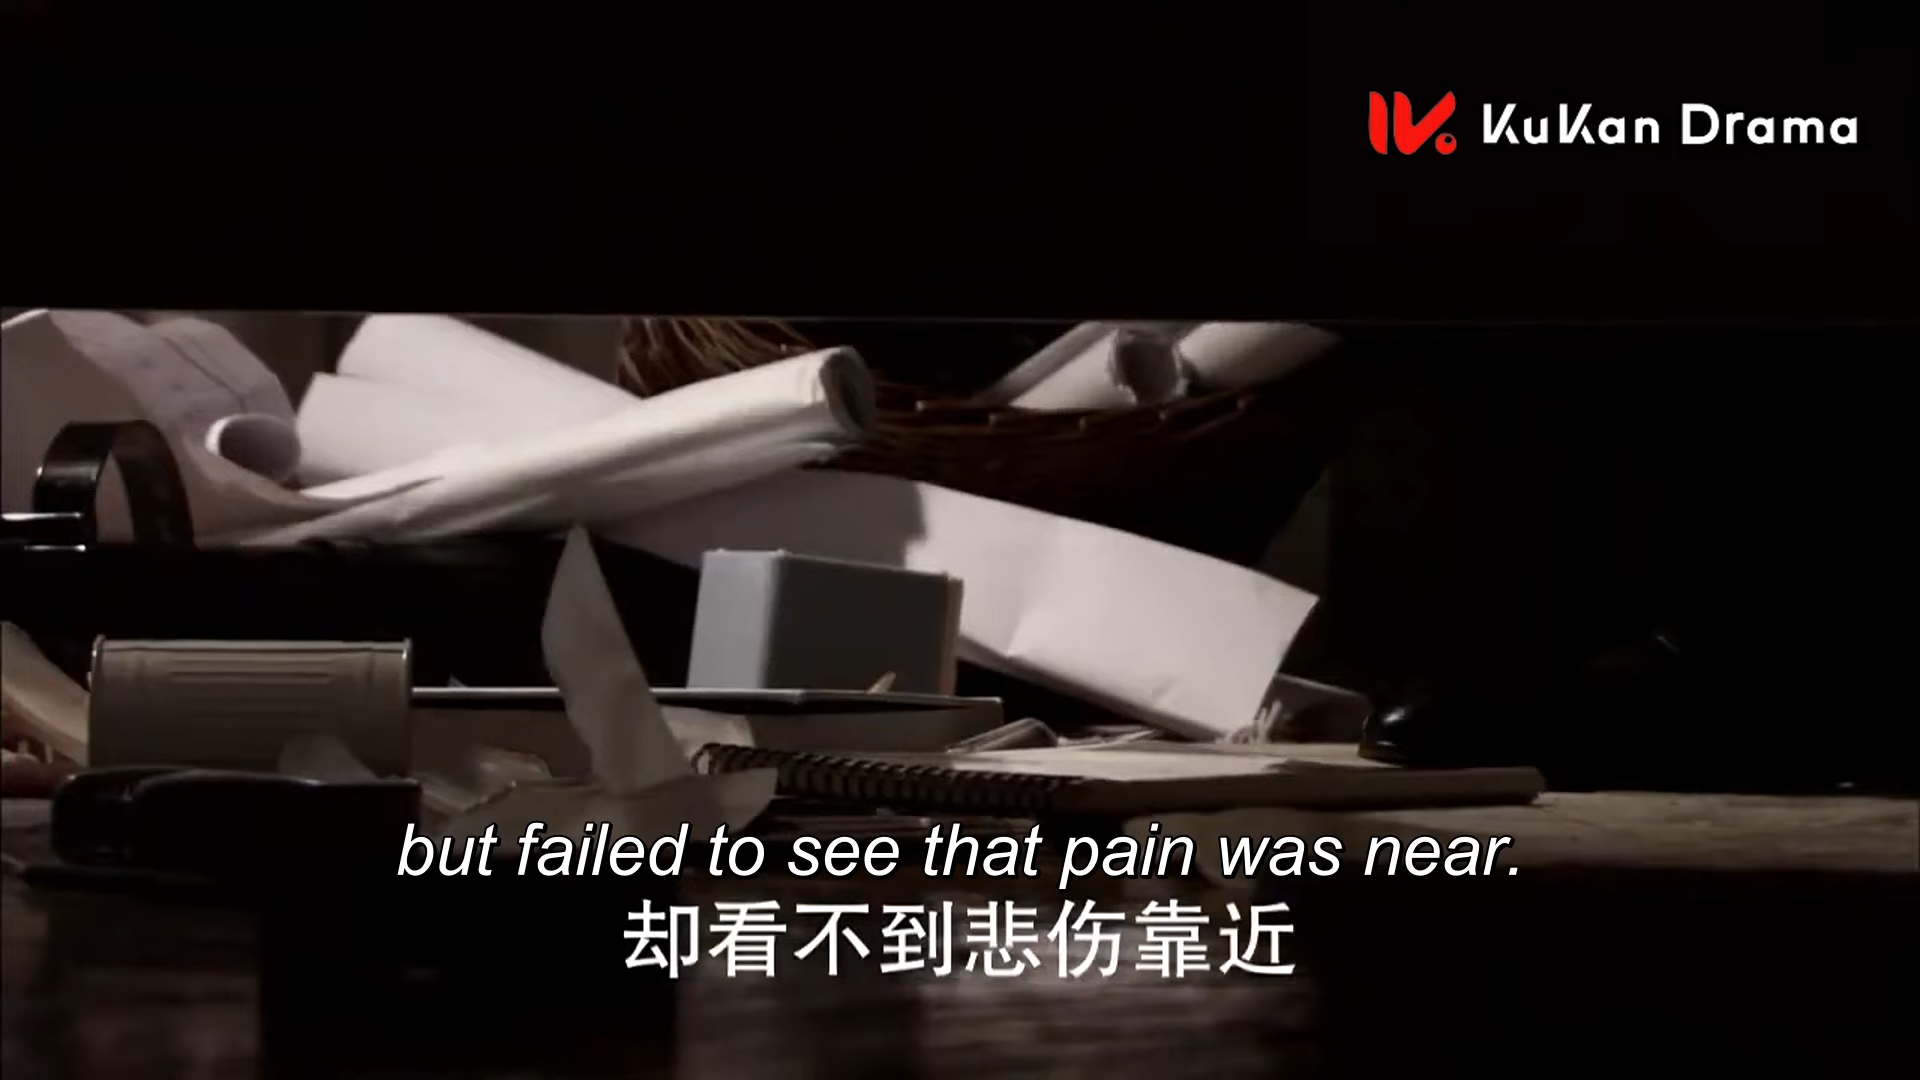 KuKan Drama
but failed to see that pain was near.
却看不到悲伤靠近